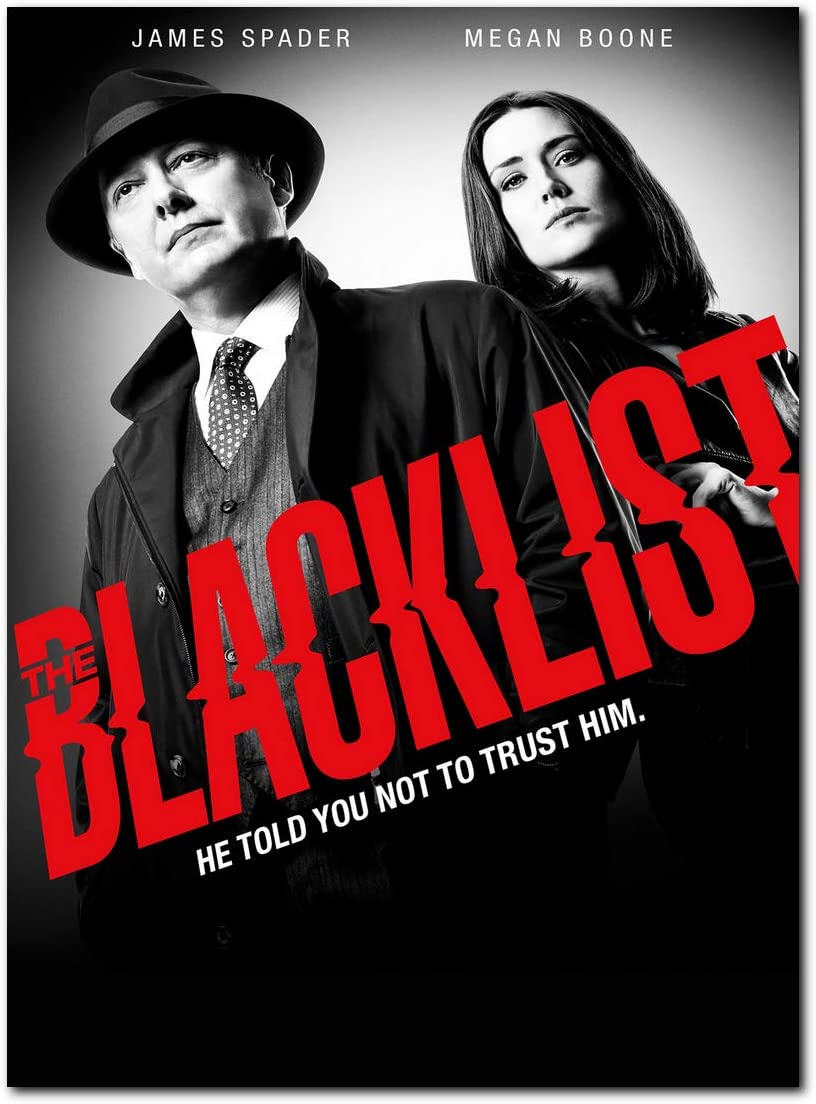 JAMES SPADER
MEGAN BOONE
THE
BLACKLIST
HE TOLD YOU NOT TO TRUST HIM.